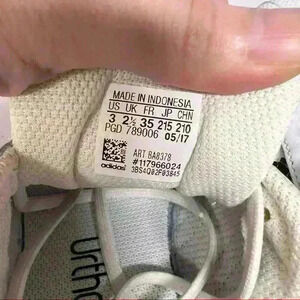 MADE IN INDONESIA
US UK FR JP CHN
3 2½ 35 215 210
PGD 789006 05/17
ART BA8378
#117966024
adidas
3BS4Q02F03845
Ortho